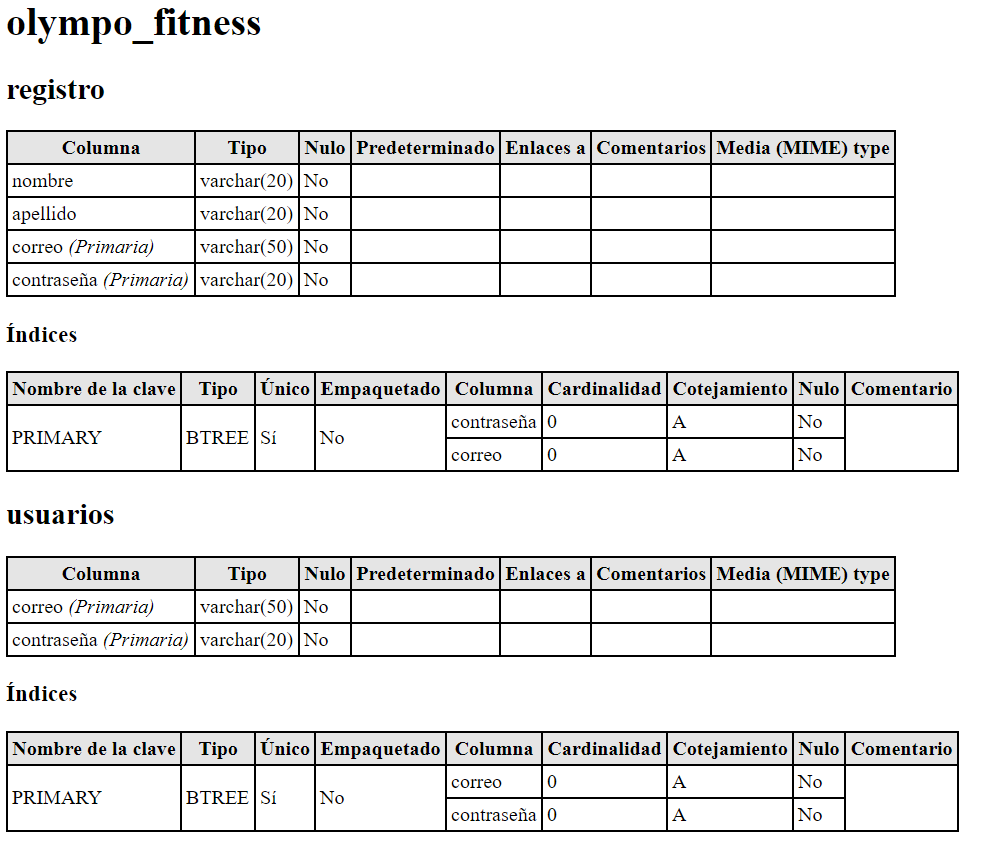 olympo_fitness
registro
Columna Tipo Nulo Predeterminado Enlaces a Comentarios Media (MIME) type
nombre varchar(20) No
apellido varchar(20) No
correo (Primaria) varchar(50) No
contraseña (Primaria) varchar(20) No
Índices
Nombre de la clave Tipo Único Empaquetado Columna Cardinalidad Cotejamiento Nulo Comentario
PRIMARY BTREE Sí No contraseña 0 A No
correo 0 A No
usuarios
Columna Tipo Nulo Predeterminado Enlaces a Comentarios Media (MIME) type
correo (Primaria) varchar(50) No
contraseña (Primaria) varchar(20) No
Índices
Nombre de la clave Tipo Único Empaquetado Columna Cardinalidad Cotejamiento Nulo Comentario
PRIMARY BTREE Sí No correo 0 A No
contraseña 0 A No